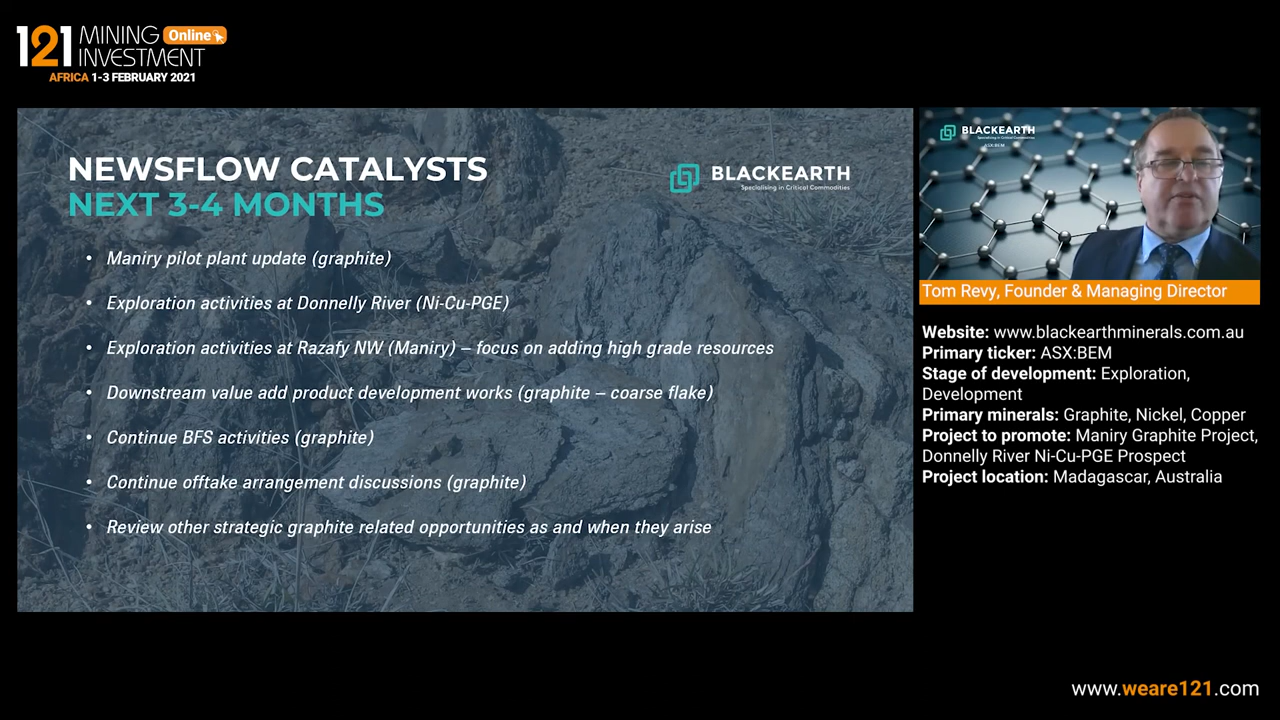 121 MINING Online
INVESTMENT
AFRICA 1-3 FEBRUARY 2021
NEWSFLOW CATALYSTS
NEXT 3-4 MONTHS
BLACKEARTH
Specialising in Critical Commodities
• Maniry pilot plant update (graphite)
• Exploration activities at Donnelly River (Ni-Cu-PGE)
• Exploration activities at Razafy NW (Maniry) – focus on adding high grade resources
• Downstream value add product development works (graphite – coarse flake)
• Continue BFS activities (graphite)
• Continue offtake arrangement discussions (graphite)
• Review other strategic graphite related opportunities as and when they arise
BLACKEARTH
Specialising in Critical Commodities
ASX:BEM
Tom Revy, Founder & Managing Director
Website: www.blackearthminerals.com.au
Primary ticker: ASX:BEM
Stage of development: Exploration,
Development
Primary minerals: Graphite, Nickel, Copper
Project to promote: Maniry Graphite Project,
Donnelly River Ni-Cu-PGE Prospect
Project location: Madagascar, Australia
www.weare121.com